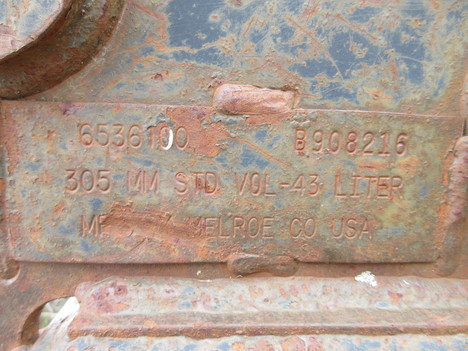 6536100 B908216
305 MM STD VOL-43 LITER
MELROE CO USA